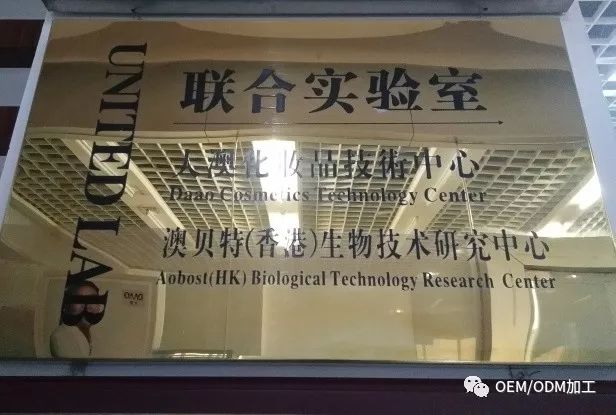 UNITED LAB
联合实验室
大澳化妆品技術中心
Daao Cosmetics Technology Center
澳贝特(香港)生物技术研究中心
Aobost(HK) Biological Technology Research Center
OEM/ODM加工